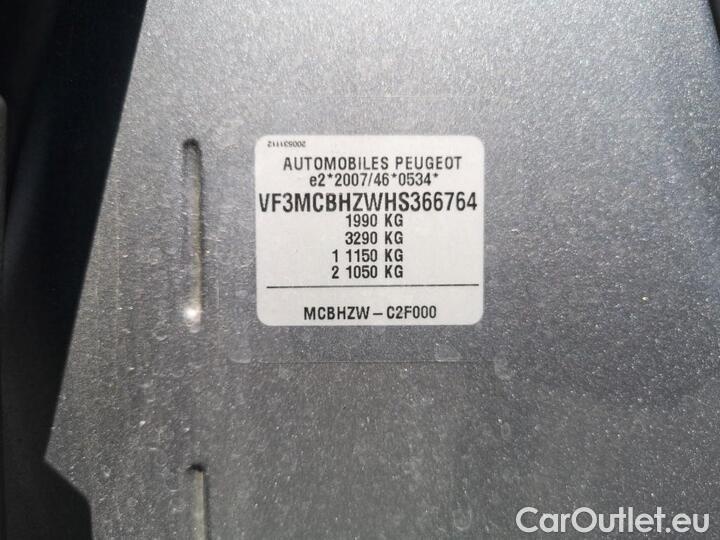 200531112
AUTOMOBILES PEUGEOT
e2*2007/46*0534*
VF3MCBHZWHS366764
1990 KG
3290 KG
1 1150 KG
2 1050 KG
MCBHZW-C2F000
CarOutlet.eu